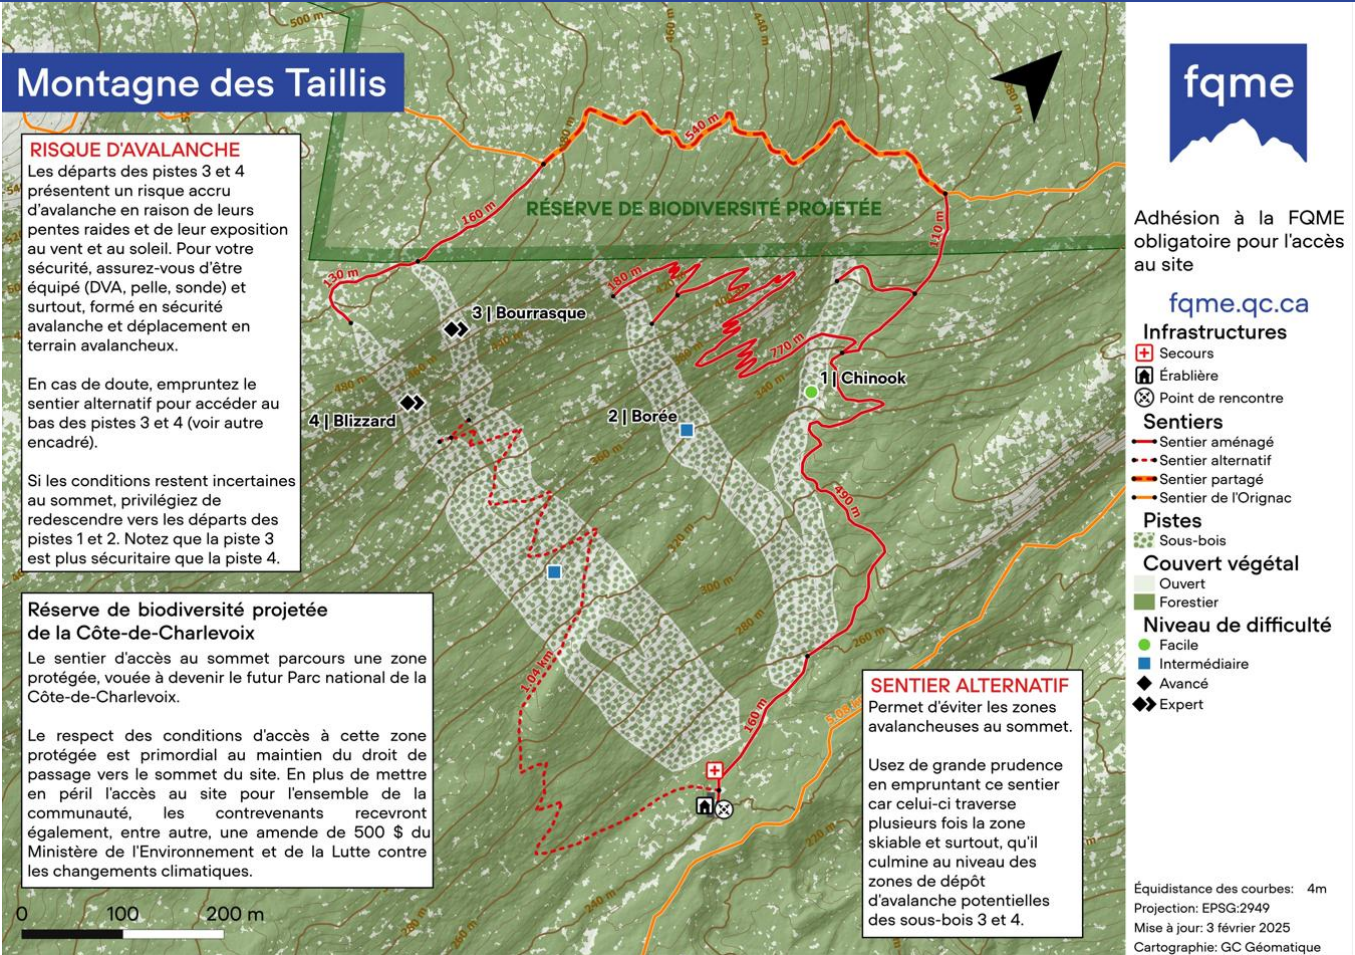 Montagne des Taillis
RISQUE D'AVALANCHE
Les départs des pistes 3 et 4
présentent un risque accru
d'avalanche en raison de leurs
pentes raides et de leur exposition
au vent et au soleil. Pour votre
sécurité, assurez-vous d'être
équipé (DVA, pelle, sonde) et
surtout, formé en sécurité
avalanche et déplacement en
terrain avalancheux.
En cas de doute, empruntez le
sentier alternatif pour accéder au
bas des pistes 3 et 4 (voir autre
encadré).
Si les conditions restent incertaines
au sommet, privilégiez de
redescendre vers les départs des
pistes 1 et 2. Notez que la piste 3
est plus sécuritaire que la piste 4.
Réserve de biodiversité projetée
de la Côte-de-Charlevoix
Le sentier d'accès au sommet parcours une zone
protégée, vouée à devenir le futur Parc national de la
Côte-de-Charlevoix.
Le respect des conditions d'accès à cette zone
protégée est primordial au maintien du droit de
passage vers le sommet du site. En plus de mettre
en péril l'accès au site pour l'ensemble de la
communauté, les contrevenants recevront
également, entre autre, une amende de 500 $ du
Ministère de l'Environnement et de la Lutte contre
les changements climatiques.
0 100 200 m
500 m
460 m
440 m
540 m
160 m
RÉSERVE DE BIODIVERSITÉ PROJETÉE
110 m
130 m
180 m
3 | Bourrasque
770 m
480 m
340 m
1 | Chinook
4 | Blizzard
2 | Borée
360 m
490 m
320 m
300 m
280 m
260 m
1.04 km
160 m
220 m
240 m
280 m
260 m
SENTIER ALTERNATIF
Permet d'éviter les zones
avalancheuses au sommet.
Usez de grande prudence
en empruntant ce sentier
car celui-ci traverse
plusieurs fois la zone
skiable et surtout, qu'il
culmine au niveau des
zones de dépôt
d'avalanche potentielles
des sous-bois 3 et 4.
fqme
Adhésion à la FQME
obligatoire pour l'accès
au site
fqme.qc.ca
Infrastructures
Secours
Érablière
Point de rencontre
Sentiers
Sentier aménagé
Sentier alternatif
Sentier partagé
Sentier de l'Orignac
Pistes
Sous-bois
Couvert végétal
Ouvert
Forestier
Niveau de difficulté
Facile
Intermédiaire
Avancé
Expert
Équidistance des courbes: 4m
Projection: EPSG:2949
Mise à jour: 3 février 2025
Cartographie: GC Géomatique